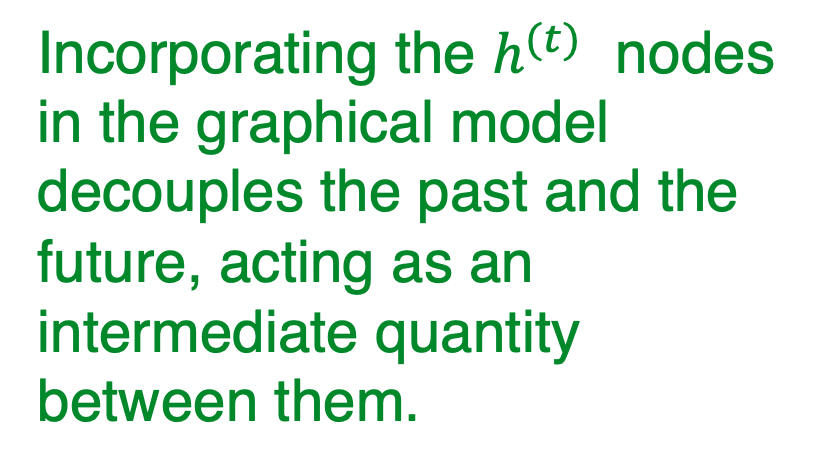 Incorporating the h^(t) nodes
in the graphical model
decouples the past and the
future, acting as an
intermediate quantity
between them.